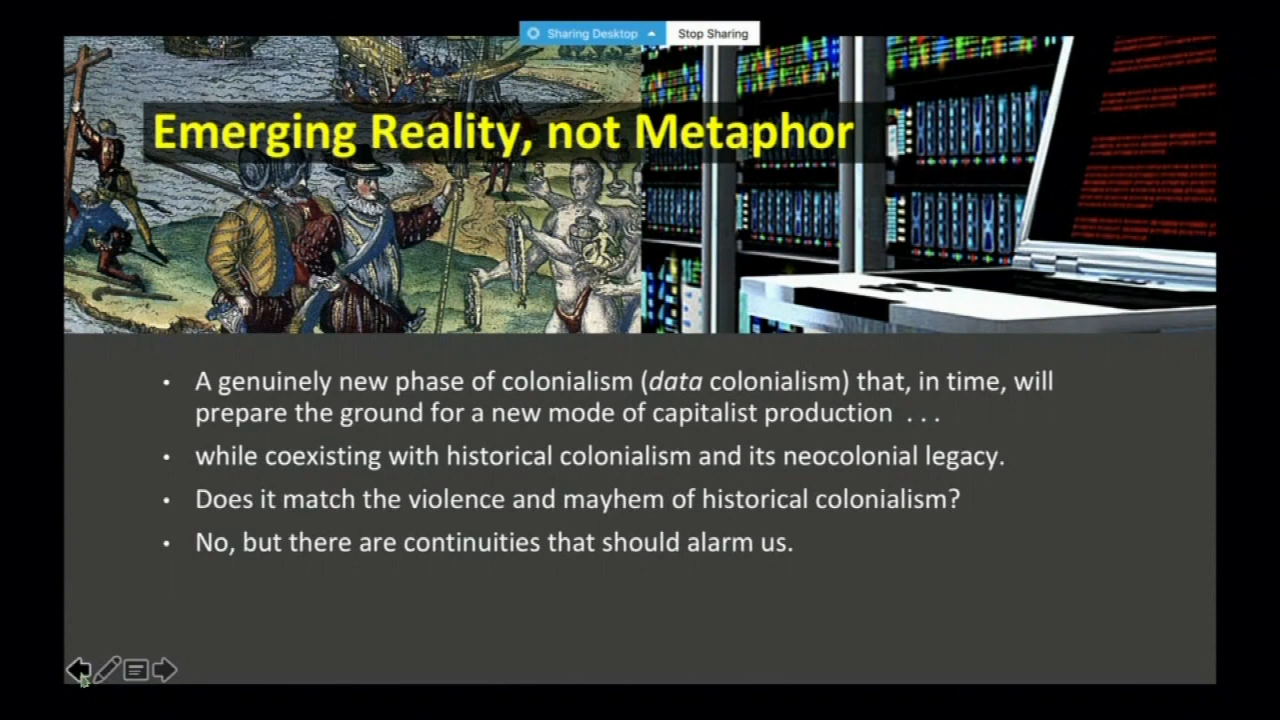 Sharing Desktop Stop Sharing
Emerging Reality, not Metaphor
• A genuinely new phase of colonialism (data colonialism) that, in time, will
prepare the ground for a new mode of capitalist production . . .
• while coexisting with historical colonialism and its neocolonial legacy.
• Does it match the violence and mayhem of historical colonialism?
• No, but there are continuities that should alarm us.